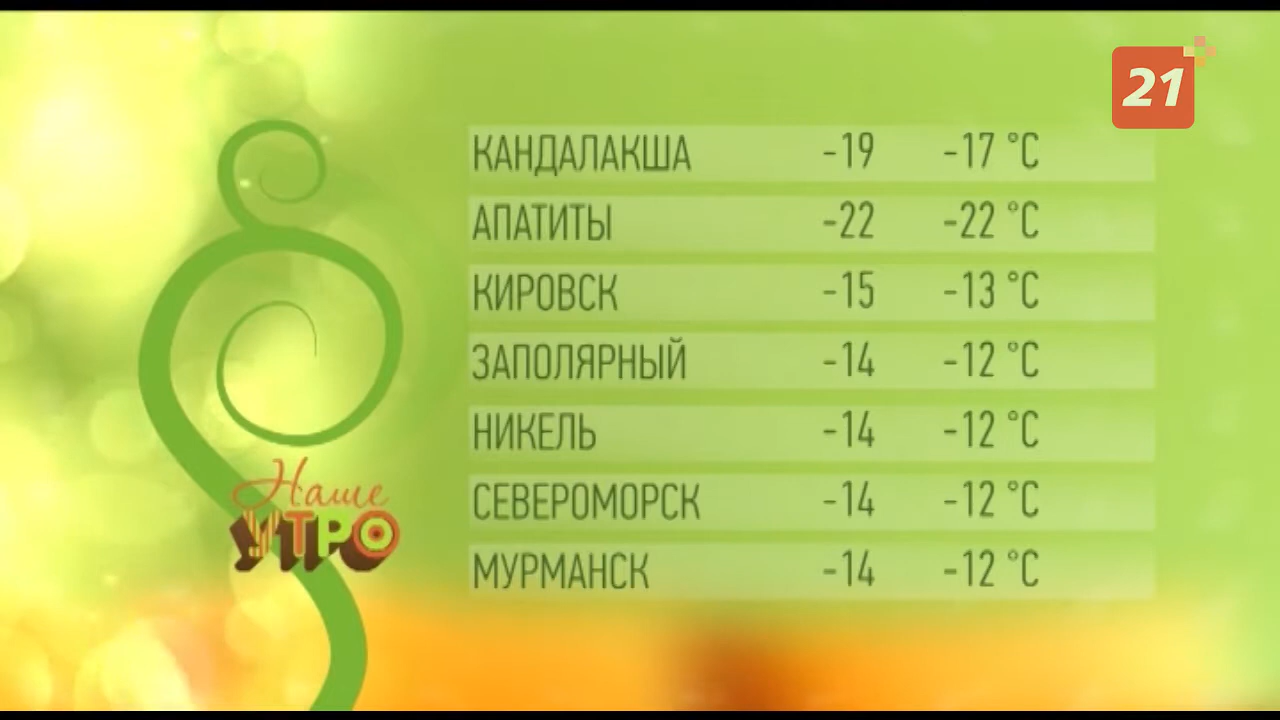 21
КАНДАЛАКША -19 -17 °C
АПАТИТЫ -22 -22 °C
КИРОВСК -15 -13 °C
ЗАПОЛЯРНЫЙ -14 -12 °C
НИКЕЛЬ -14 -12 °C
СЕВЕРОМОРСК -14 -12 °C
МУРМАНСК -14 -12 °C
Наше
УТРО